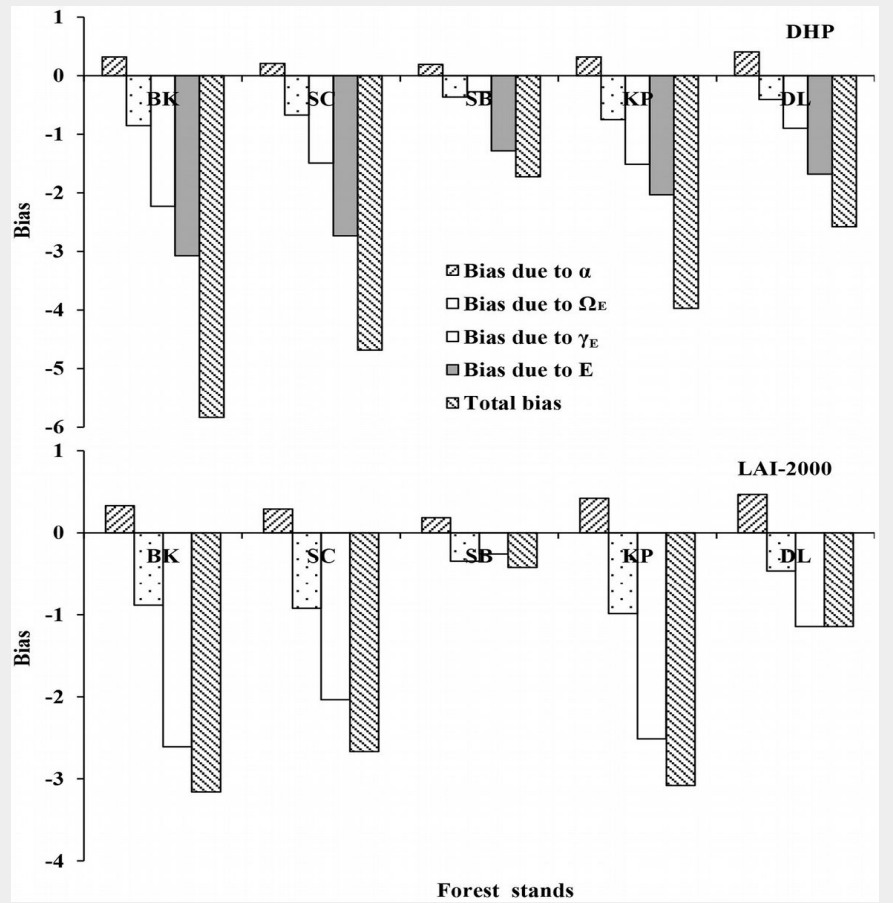 1
DHP
0
BK SC SB KP DL
-1
-2
Bias
-3
Bias due to α
Bias due to ΩE
-4
Bias due to γE
-5
Bias due to E
Total bias
-6
1
LAI-2000
0
BK SC SB KP DL
-1
Bias
-2
-3
-4
Forest stands